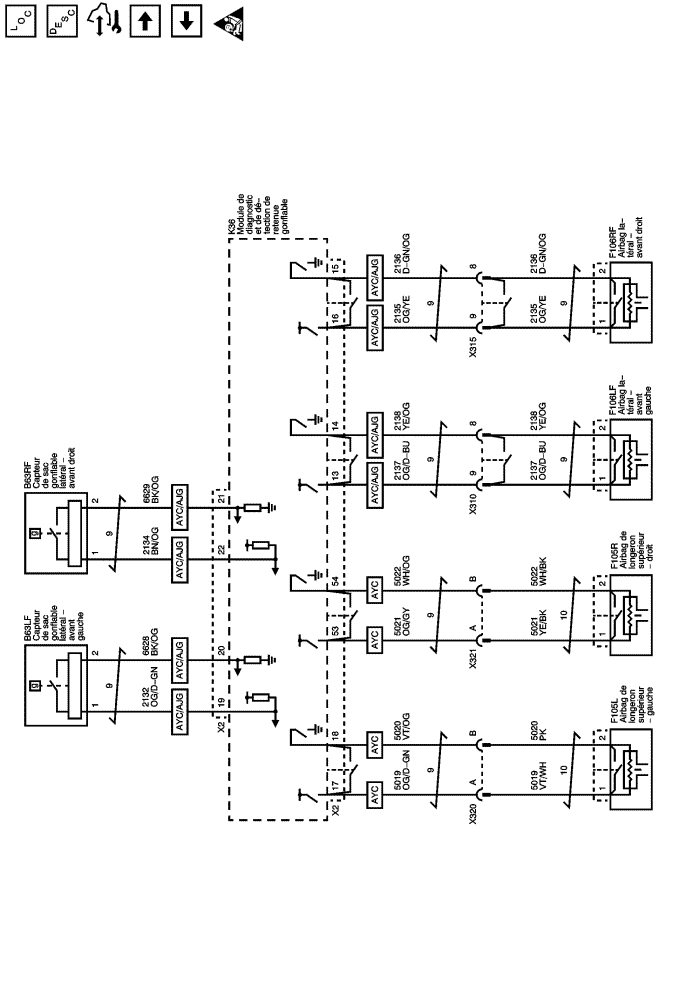 L O C
D E S C
B63LF
Capteur
de sac
gonflable
latéral –
avant
gauche
B63RF
Capteur
de sac
gonflable
latéral –
avant droit
1
2
1
2
9
9
2132
OG/D–GN
6628
BK/OG
2134
BN/OG
6629
BK/OG
AYC/AJG
AYC/AJG
AYC/AJG
AYC/AJG
X2
19
20
22
21
K36
Module de
diagnostic
et de dé–
tection de
retenue
gonflable
X2
17
18
53
54
13
14
16
15
AYC
AYC
AYC
AYC
AYC/AJG
AYC/AJG
AYC/AJG
AYC/AJG
5019
OG/D–GN
5020
VT/OG
5021
OG/GY
5022
WH/OG
2137
OG/D–BU
2138
YE/OG
2135
OG/YE
2136
D–GN/OG
9
9
9
9
X320
A
B
X321
A
B
X310
9
8
X315
9
8
5019
VT/WH
5020
PK
5021
YE/BK
5022
WH/BK
2137
OG/D–BU
2138
YE/OG
2135
OG/YE
2136
D–GN/OG
10
10
9
9
1
2
1
2
1
2
1
2
F105L
Airbag de
longeron
supérieur
– gauche
F105R
Airbag de
longeron
supérieur
– droit
F106LF
Airbag la–
téral –
avant
gauche
F106RF
Airbag la–
téral –
avant droit